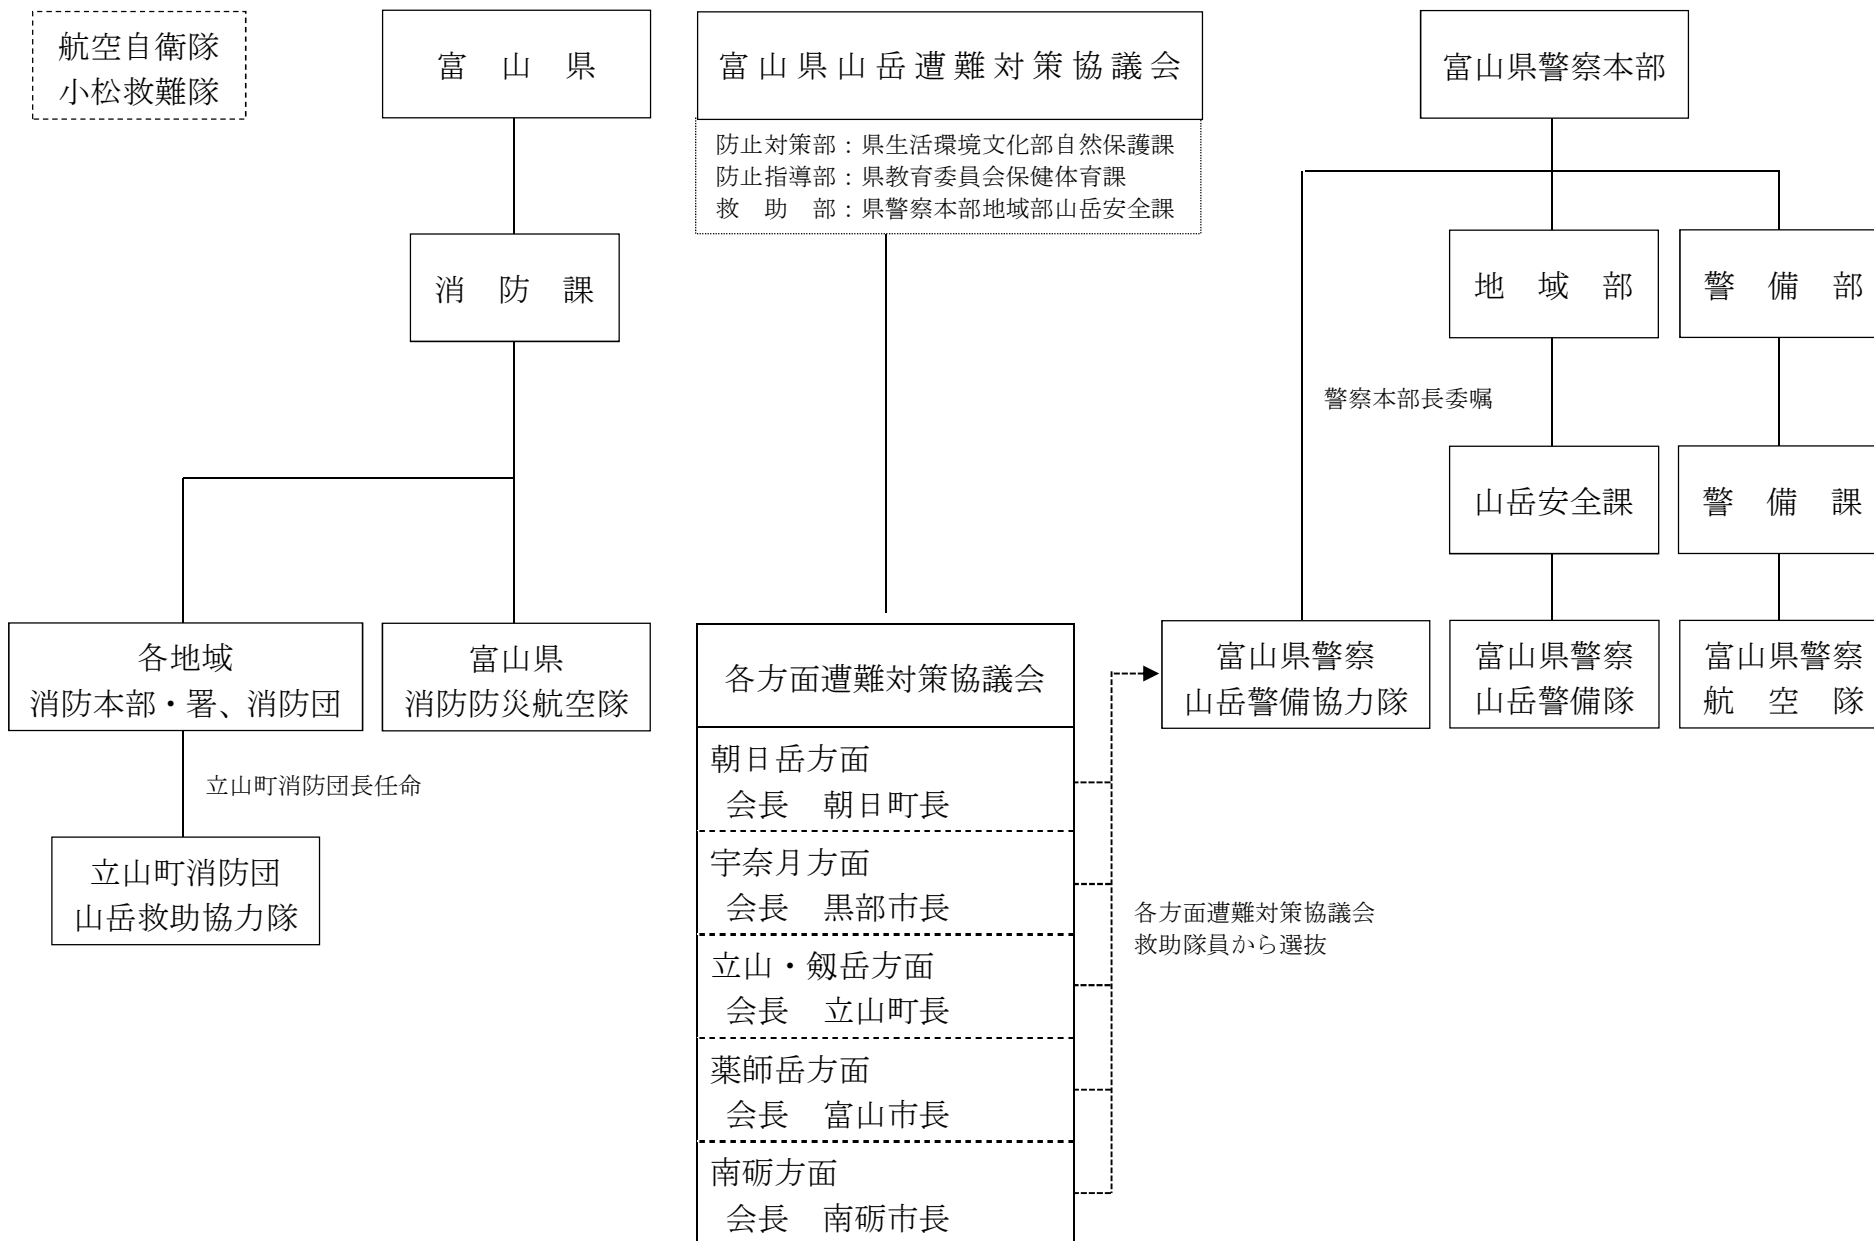 航空自衛隊
小松救難隊
富　山　県
富山県山岳遭難対策協議会
防止対策部：県生活環境文化部自然保護課
防止指導部：県教育委員会保健体育課
救　助　部：県警察本部地域部山岳安全課
富山県警察本部
消　防　課
地　域　部
警　備　部
警察本部長委嘱
山岳安全課
警　備　課
各地域
消防本部・署、消防団
富山県
消防防災航空隊
各方面遭難対策協議会
富山県警察
山岳警備協力隊
富山県警察
山岳警備隊
富山県警察
航　空　隊
立山町消防団長任命
立山町消防団
山岳救助協力隊
朝日岳方面
会長　朝日町長
宇奈月方面
会長　黒部市長
立山・剱岳方面
会長　立山町長
薬師岳方面
会長　富山市長
南砺方面
会長　南砺市長
各方面遭難対策協議会
救助隊員から選抜